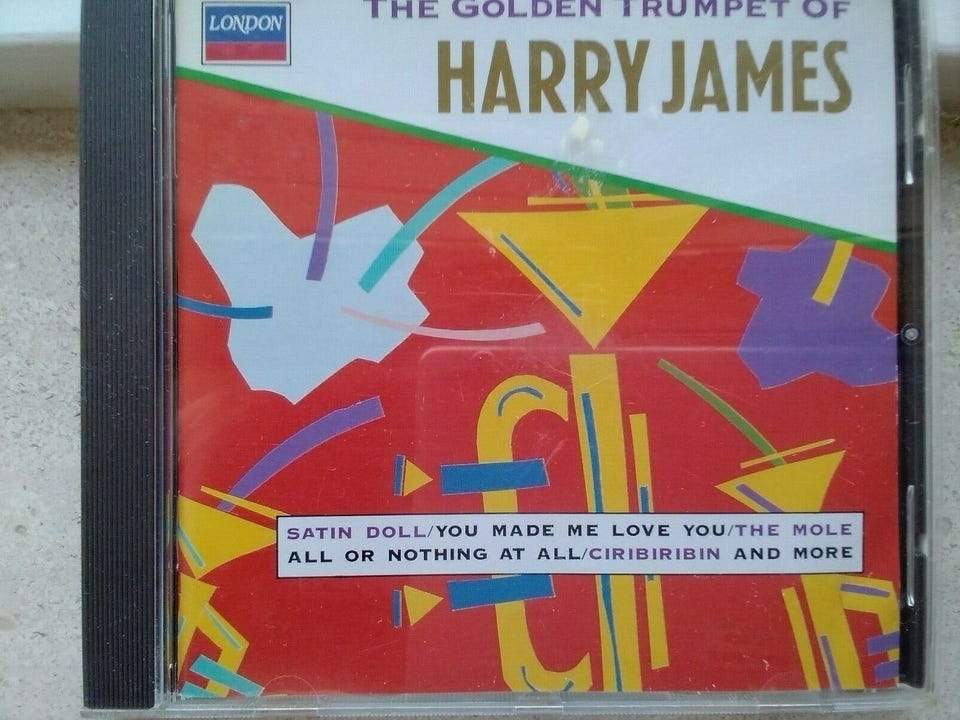 LONDON
THE GOLDEN TRUMPET OF
HARRY JAMES
SATIN DOLL/YOU MADE ME LOVE YOU/THE MOLE
ALL OR NOTHING AT ALL/CIRIBIRIBIN AND MORE